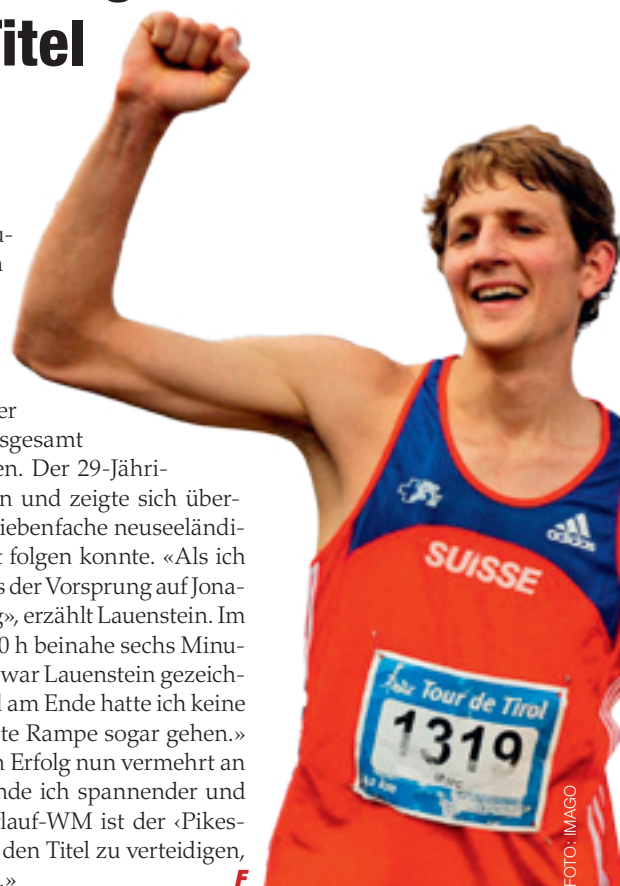 Titel
u-
er
sgesamt
en. Der 29-Jähri-
n und zeigte sich über-
iebenfache neuseeländi-
t folgen konnte. «Als ich
s der Vorsprung auf Jona-
g», erzählt Lauenstein. Im
0 h beinahe sechs Minu-
war Lauenstein gezeich-
l am Ende hatte ich keine
te Rampe sogar gehen.»
n Erfolg nun vermehrt an
nde ich spannender und
rlauf-WM ist der ‹Pikes-
den Titel zu verteidigen,
.»
F
adidas
SUISSE
Tour de Tirol
1319
FOTO: IMAGO